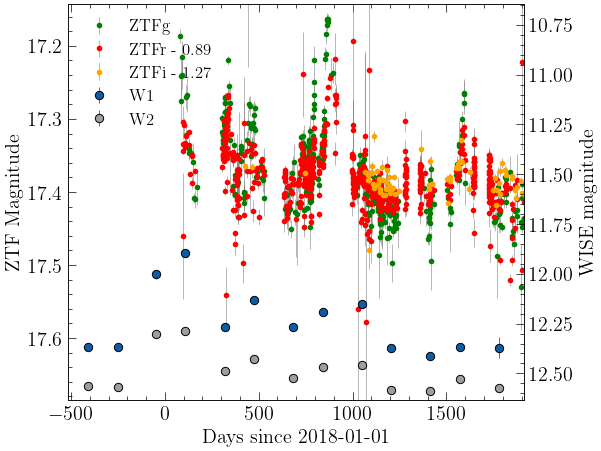 ZTFg
ZTFr - 0.89
ZTFi - 1.27
W1
W2
17.2
17.3
17.4
17.5
17.6
10.75
11.00
11.25
11.50
11.75
12.00
12.25
12.50
ZTF Magnitude
WISE magnitude
−500 0 500 1000 1500
Days since 2018-01-01